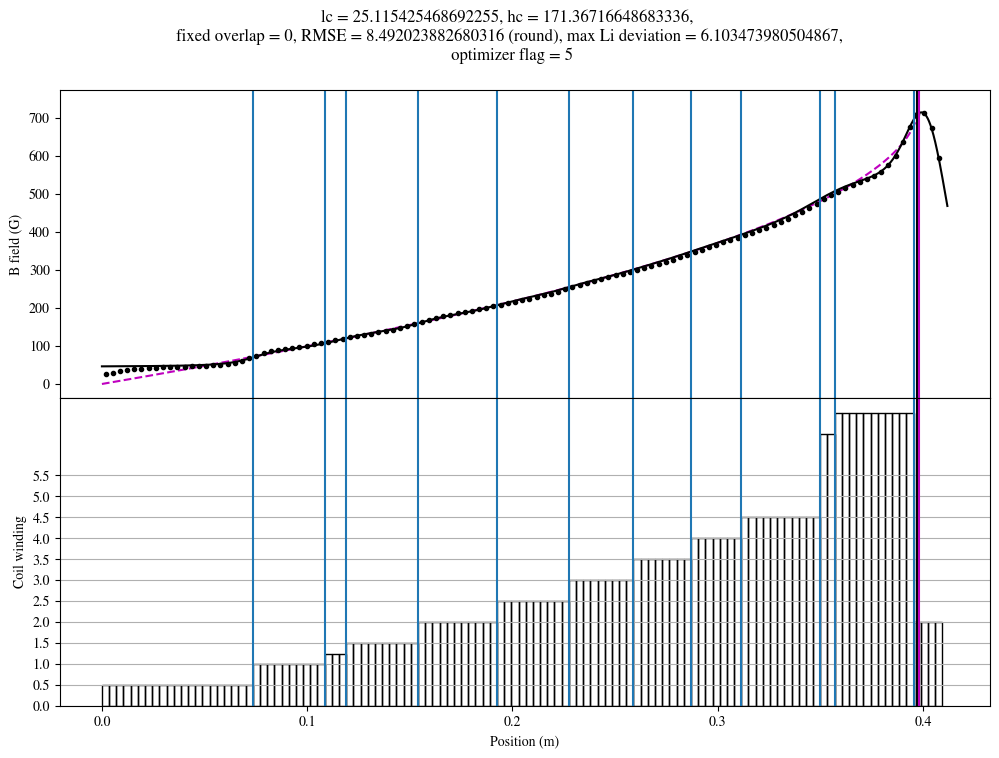 lc = 25.115425468692255, hc = 171.36716648683336,
fixed overlap = 0, RMSE = 8.492023882680316 (round), max Li deviation = 6.103473980504867,
optimizer flag = 5
B field (G)
700
600
500
400
300
200
100
0
Coil winding
5.5
5.0
4.5
4.0
3.5
3.0
2.5
2.0
1.5
1.0
0.5
0.0
0.0 0.1 0.2 0.3 0.4
Position (m)